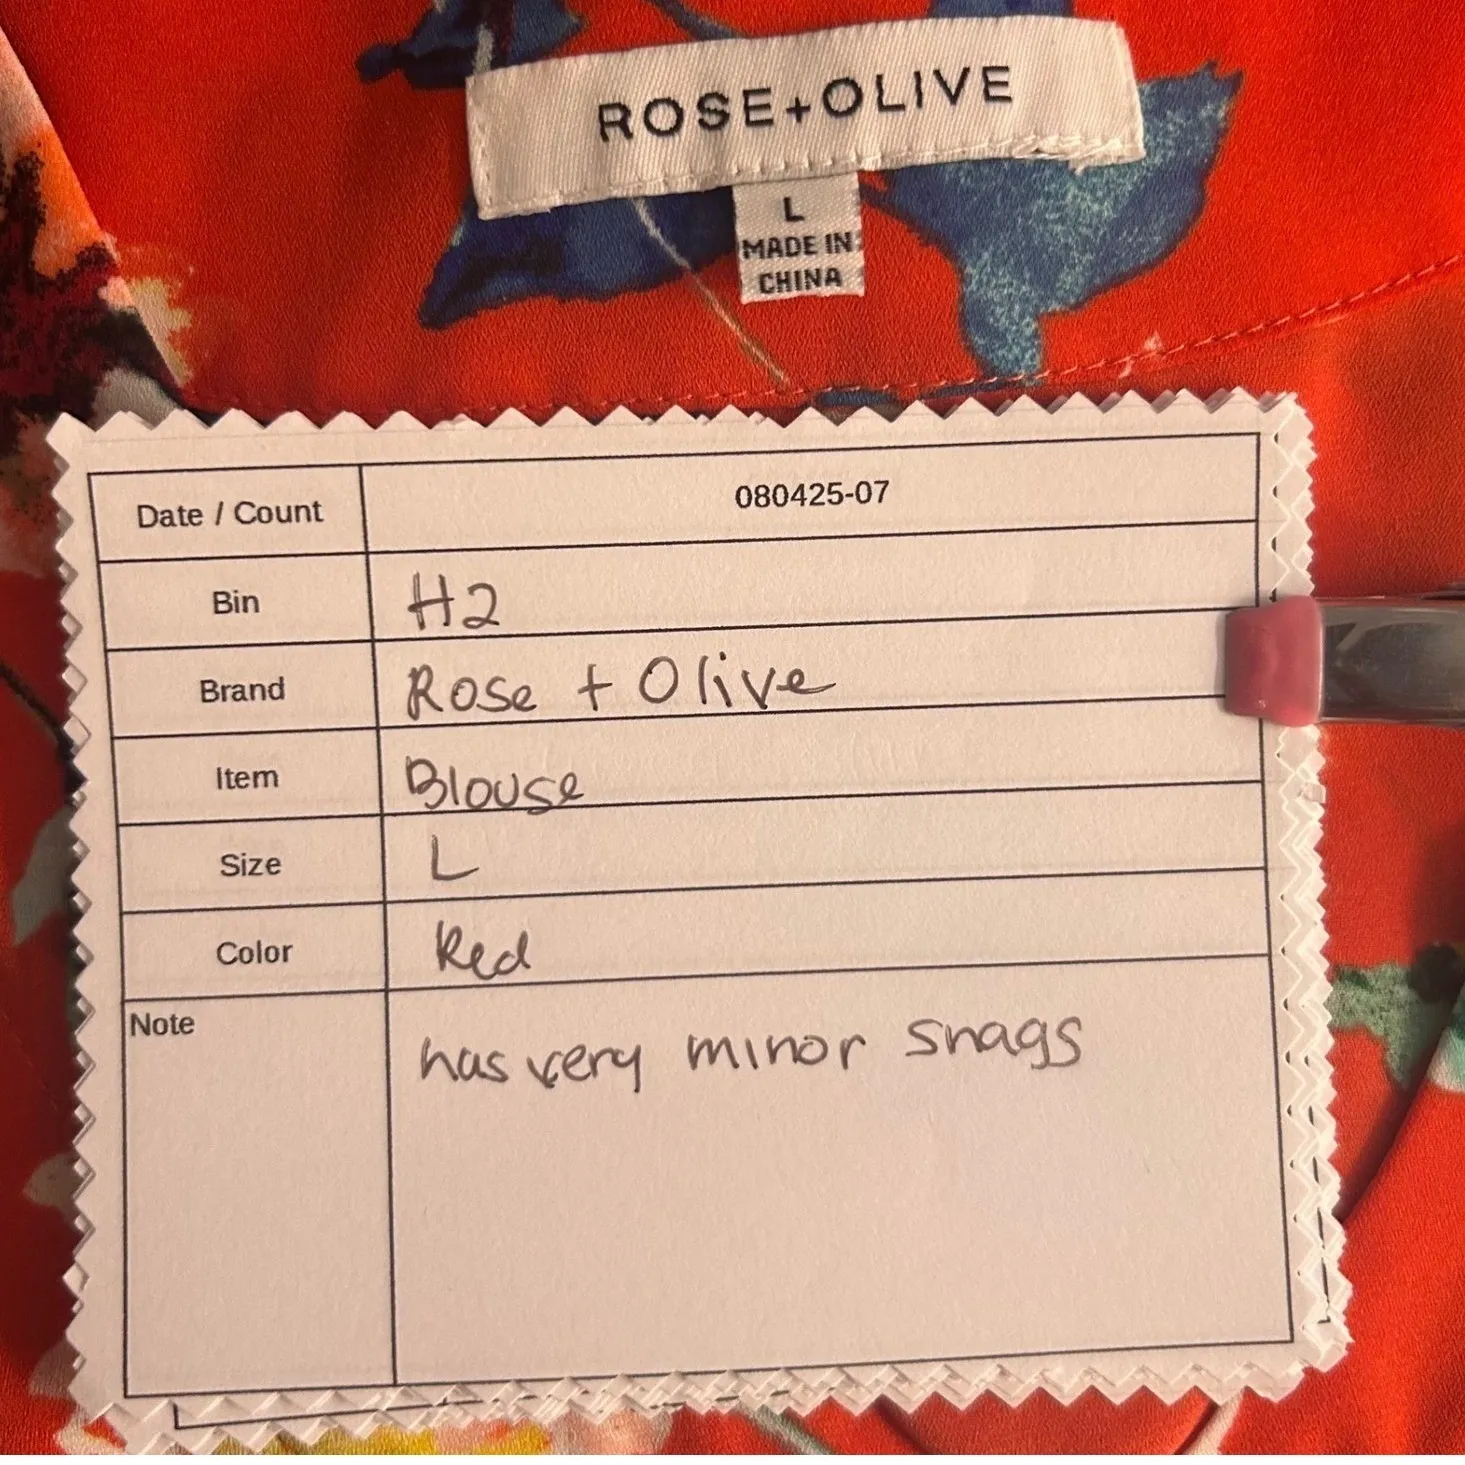 ROSE+OLIVE
L
MADE IN
CHINA
Date / Count 080425-07
Bin H2
Brand Rose + Olive
Item Blouse
Size L
Color Red
Note has very minor snags